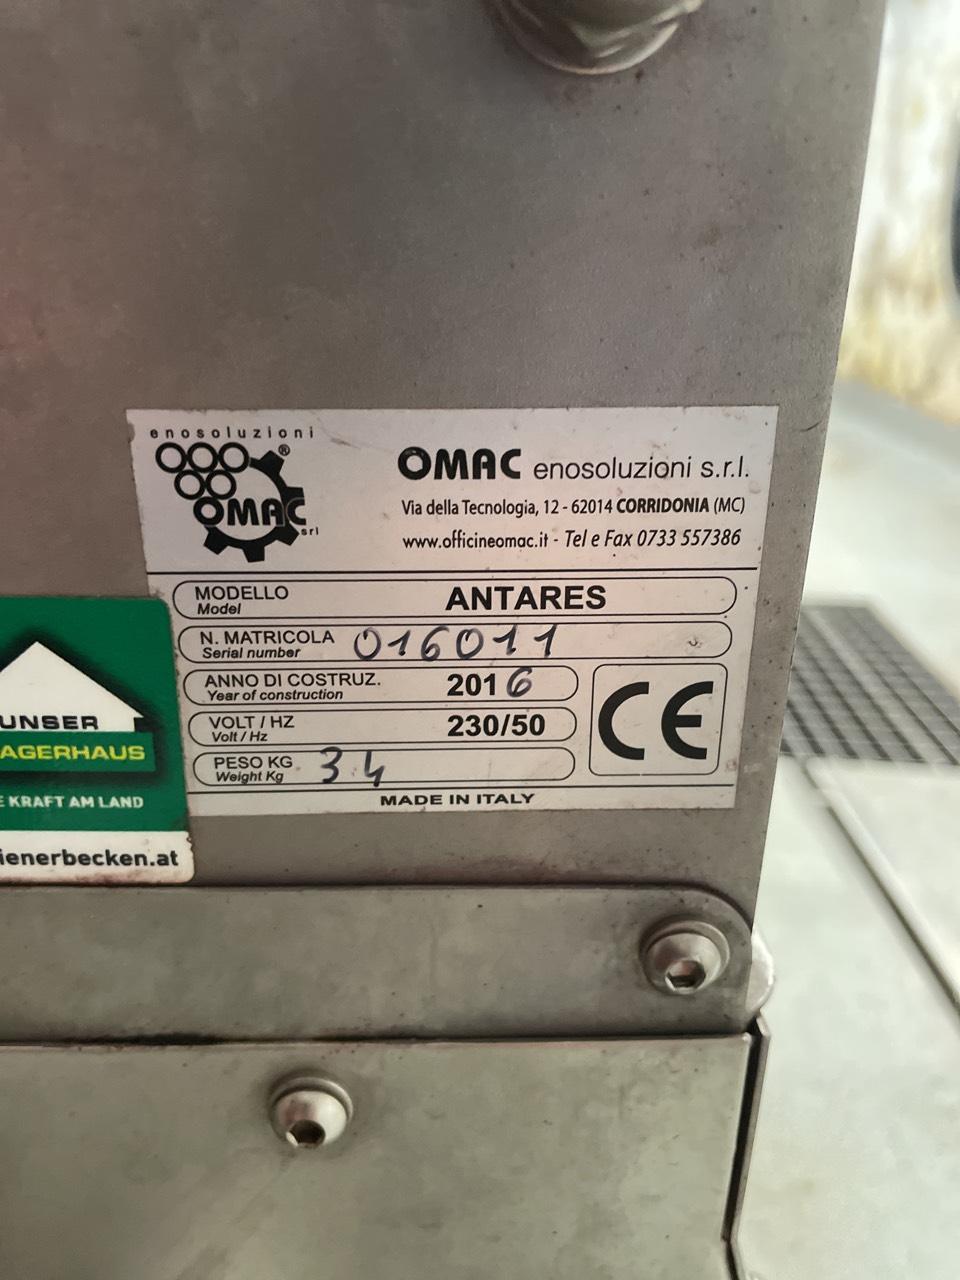 enosoluzioni
®
OMAC
srl
OMAC enosoluzioni s.r.l.
Via della Tecnologia, 12 - 62014 CORRIDONIA (MC)
www.officineomac.it - Tel e Fax 0733 557386
MODELLO
Model
ANTARES
N. MATRICOLA
Serial number
016011
ANNO DI COSTRUZ.
Year of construction
2016
VOLT / HZ
Volt / Hz
230/50
PESO KG
Weight Kg
34
CE
MADE IN ITALY
UNSER
AGERHAUS
E KRAFT AM LAND
ienerbecken.at